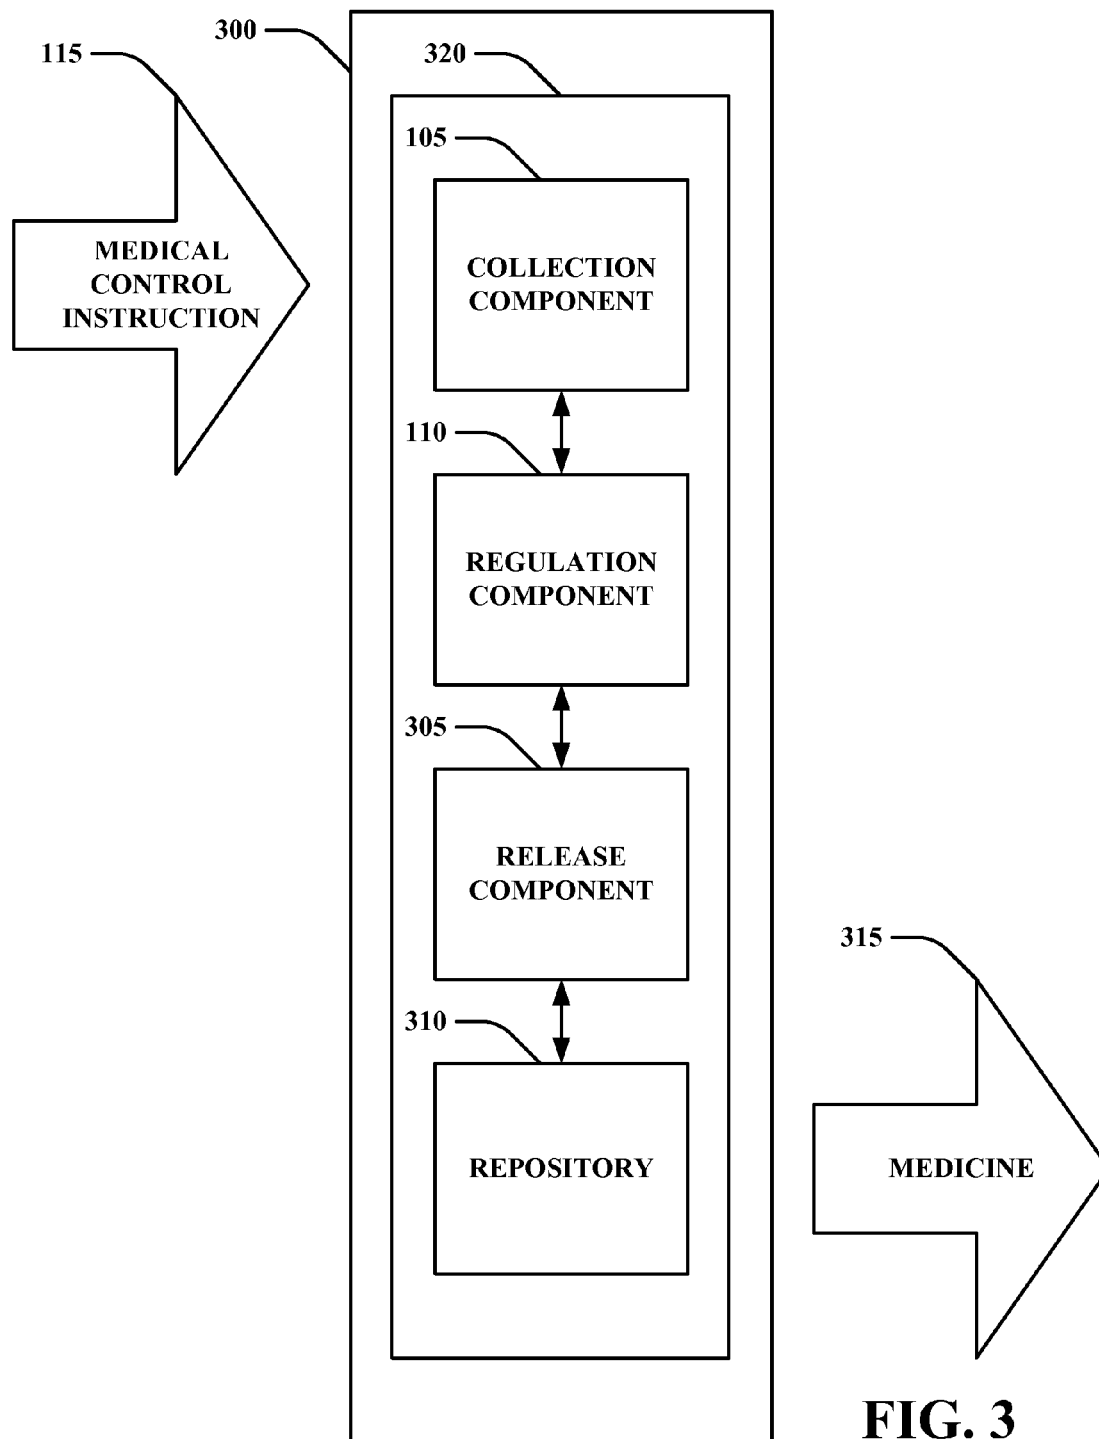 300
115
320
105
MEDICAL
CONTROL
INSTRUCTION
COLLECTION
COMPONENT
110
REGULATION
COMPONENT
305
RELEASE
COMPONENT
315
310
REPOSITORY
MEDICINE
FIG. 3